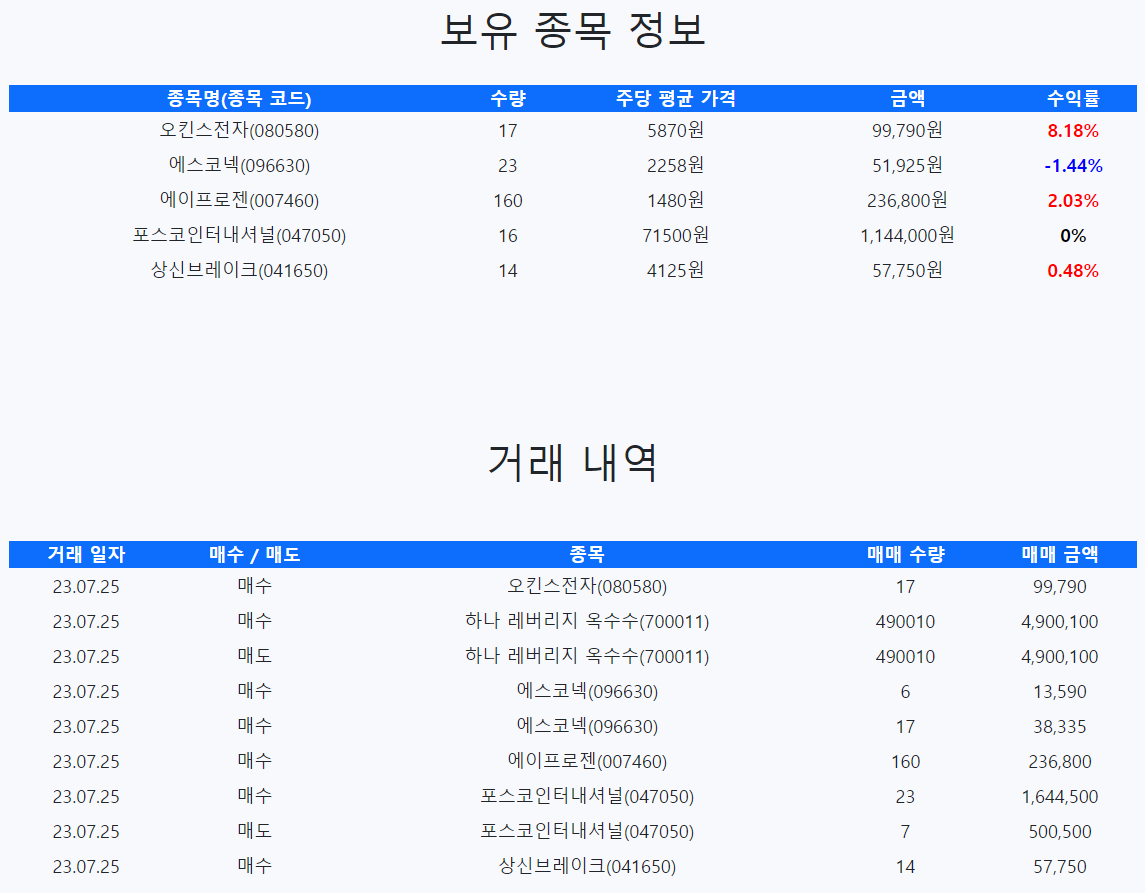 보유 종목 정보
종목명(종목 코드) 수량 주당 평균 가격 금액 수익률
오킨스전자(080580) 17 5870원 99,790원 8.18%
에스코넥(096630) 23 2258원 51,925원 -1.44%
에이프로젠(007460) 160 1480원 236,800원 2.03%
포스코인터내셔널(047050) 16 71500원 1,144,000원 0%
상신브레이크(041650) 14 4125원 57,750원 0.48%
거래 내역
거래 일자 매수 / 매도 종목 매매 수량 매매 금액
23.07.25 매수 오킨스전자(080580) 17 99,790
23.07.25 매수 하나 레버리지 옥수수(700011) 490010 4,900,100
23.07.25 매도 하나 레버리지 옥수수(700011) 490010 4,900,100
23.07.25 매수 에스코넥(096630) 6 13,590
23.07.25 매수 에스코넥(096630) 17 38,335
23.07.25 매수 에이프로젠(007460) 160 236,800
23.07.25 매수 포스코인터내셔널(047050) 23 1,644,500
23.07.25 매도 포스코인터내셔널(047050) 7 500,500
23.07.25 매수 상신브레이크(041650) 14 57,750